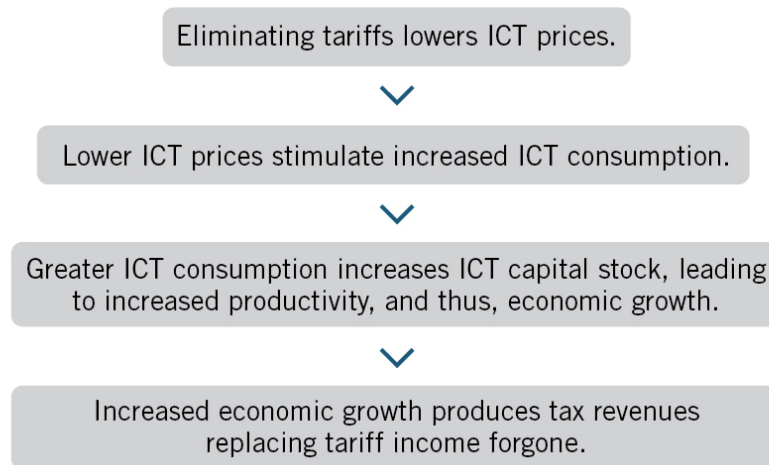 Eliminating tariffs lowers ICT prices.
Lower ICT prices stimulate increased ICT consumption.
Greater ICT consumption increases ICT capital stock, leading
to increased productivity, and thus, economic growth.
Increased economic growth produces tax revenues
replacing tariff income forgone.